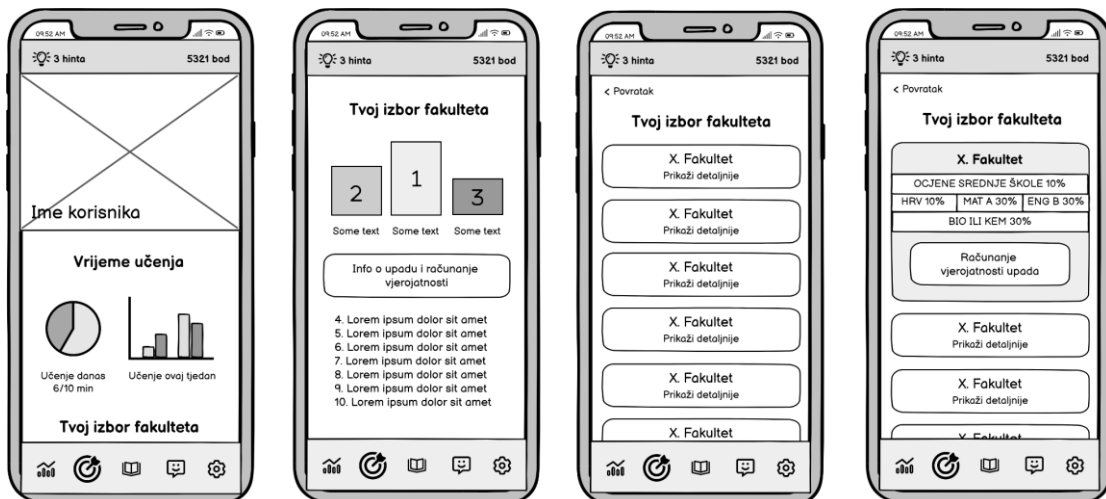 09:52 AM
3 hinta 5321 bod
Ime korisnika
Vrijeme učenja
Učenje danas
6/10 min
Učenje ovaj tjedan
Tvoj izbor fakulteta
09:52 AM
3 hinta 5321 bod
Tvoj izbor fakulteta
2 1 3
Some text Some text Some text
Info o upadu i računanje
vjerojatnosti
4. Lorem ipsum dolor sit amet
5. Lorem ipsum dolor sit amet
6. Lorem ipsum dolor sit amet
7. Lorem ipsum dolor sit amet
8. Lorem ipsum dolor sit amet
9. Lorem ipsum dolor sit amet
10. Lorem ipsum dolor sit amet
09:52 AM
3 hinta 5321 bod
< Povratak
Tvoj izbor fakulteta
X. Fakultet
Prikaži detaljnije
X. Fakultet
Prikaži detaljnije
X. Fakultet
Prikaži detaljnije
X. Fakultet
Prikaži detaljnije
X. Fakultet
Prikaži detaljnije
X. Fakultet
09:52 AM
3 hinta 5321 bod
< Povratak
Tvoj izbor fakulteta
X. Fakultet
OCJENE SREDNJE ŠKOLE 10%
HRV 10% MAT A 30% ENG B 30%
BIO ILI KEM 30%
Računanje
vjerojatnosti upada
X. Fakultet
Prikaži detaljnije
X. Fakultet
Prikaži detaljnije
X. Fakultet